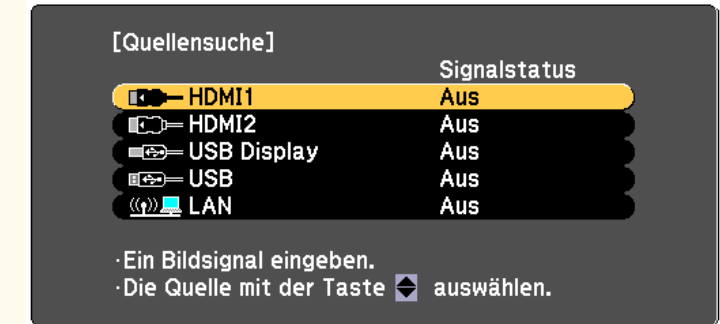 [Quellensuche]
Signalstatus
HDMI1 Aus
HDMI2 Aus
USB Display Aus
USB Aus
LAN Aus
·Ein Bildsignal eingeben.
·Die Quelle mit der Taste auswählen.